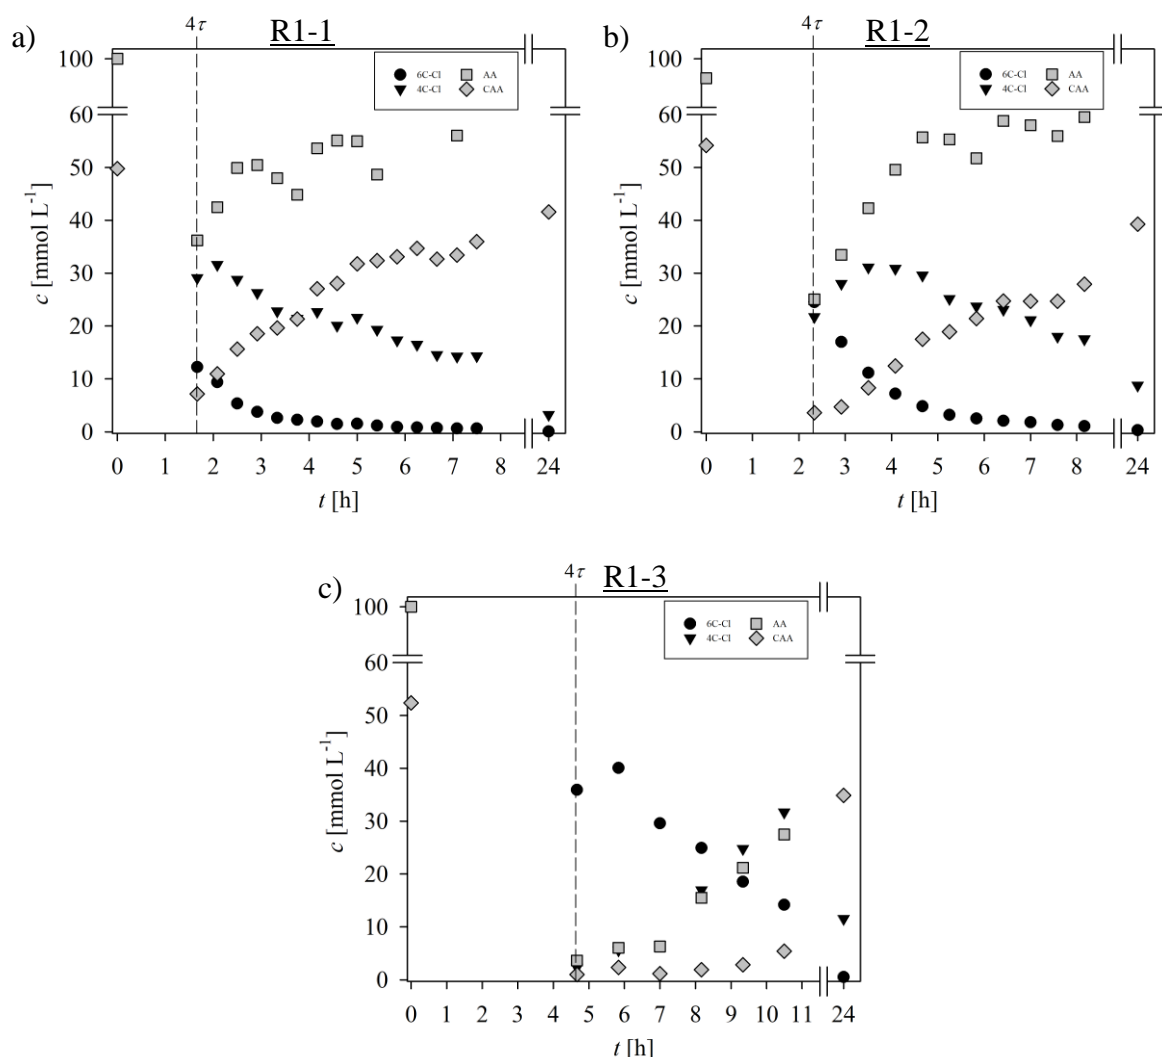 a) R1-1
4τ
6C-Cl AA
4C-Cl CAA
100
60
50
40
30
20
10
0
c [mmol L⁻¹]
0 1 2 3 4 5 6 7 8 24
t [h]
b) R1-2
4τ
6C-Cl AA
4C-Cl CAA
100
60
50
40
30
20
10
0
c [mmol L⁻¹]
0 1 2 3 4 5 6 7 8 24
t [h]
c) R1-3
4τ
6C-Cl AA
4C-Cl CAA
100
60
50
40
30
20
10
0
c [mmol L⁻¹]
0 1 2 3 4 5 6 7 8 9 10 11 24
t [h]